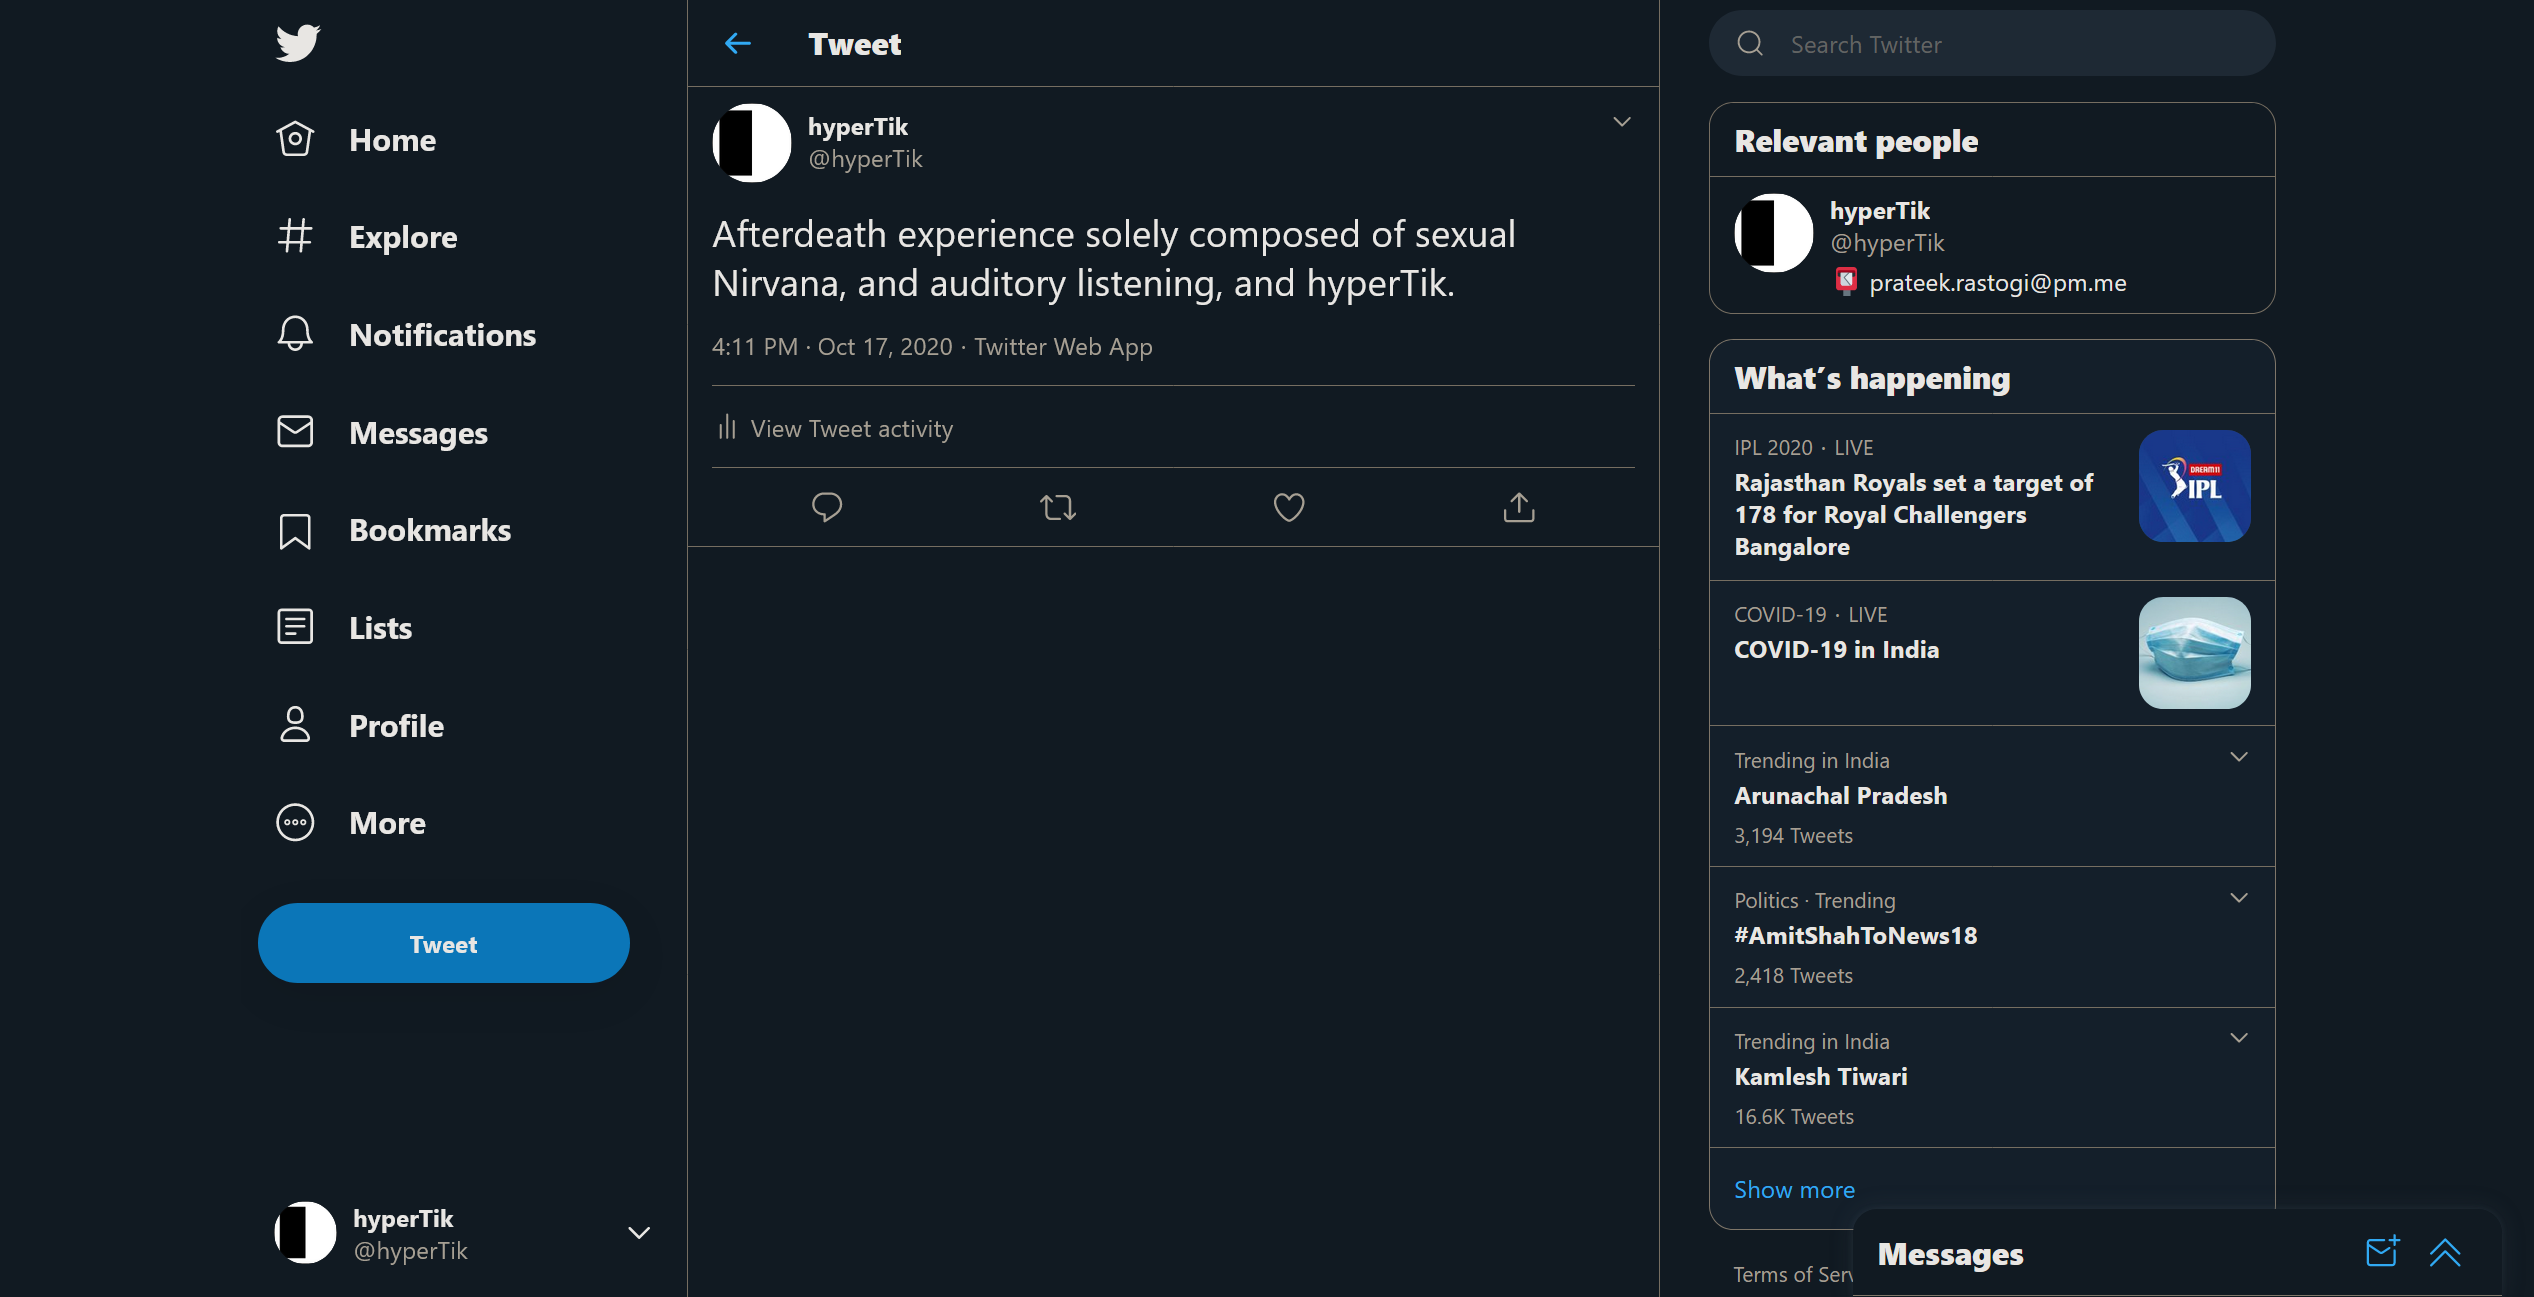 Home
Explore
Notifications
Messages
Bookmarks
Lists
Profile
More
Tweet
hyperTik
@hyperTik
Tweet
hyperTik
@hyperTik
Afterdeath experience solely composed of sexual
Nirvana, and auditory listening, and hyperTik.
4:11 PM · Oct 17, 2020 · Twitter Web App
View Tweet activity
Search Twitter
Relevant people
hyperTik
@hyperTik
prateek.rastogi@pm.me
What´s happening
IPL 2020 · LIVE
Rajasthan Royals set a target of
178 for Royal Challengers
Bangalore
DREAM11
IPL
COVID-19 · LIVE
COVID-19 in India
Trending in India
Arunachal Pradesh
3,194 Tweets
Politics · Trending
#AmitShahToNews18
2,418 Tweets
Trending in India
Kamlesh Tiwari
16.6K Tweets
Show more
Terms of Serv
Messages